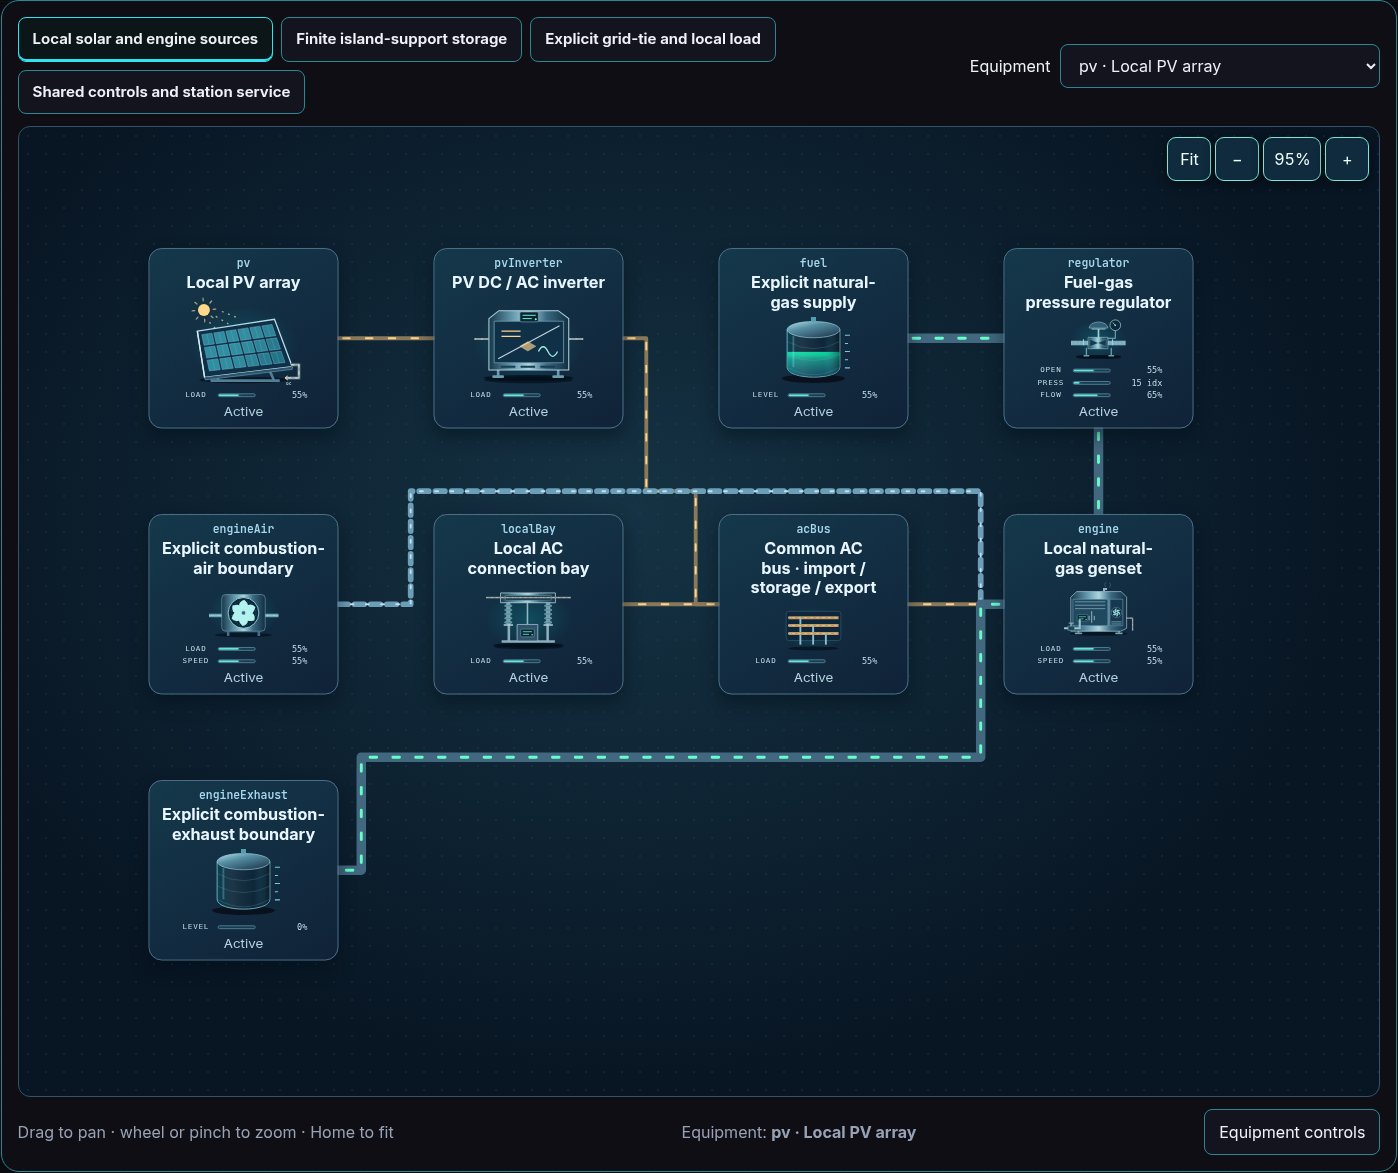 Local solar and engine sources
Finite island-support storage
Explicit grid-tie and local load
Shared controls and station service
Equipment
pv · Local PV array
Fit
−
95%
+
pv
Local PV array
LOAD 55%
Active
pvInverter
PV DC / AC inverter
LOAD 55%
Active
fuel
Explicit natural-
gas supply
LEVEL 55%
Active
regulator
Fuel-gas
pressure regulator
OPEN 55%
PRESS 15 idx
FLOW 65%
Active
engineAir
Explicit combustion-
air boundary
LOAD 55%
SPEED 55%
Active
localBay
Local AC
connection bay
LOAD 55%
Active
acBus
Common AC
bus · import /
storage / export
LOAD 55%
Active
engine
Local natural-
gas genset
LOAD 55%
SPEED 55%
Active
engineExhaust
Explicit combustion-
exhaust boundary
LEVEL 0%
Active
Drag to pan · wheel or pinch to zoom · Home to fit
Equipment: pv · Local PV array
Equipment controls